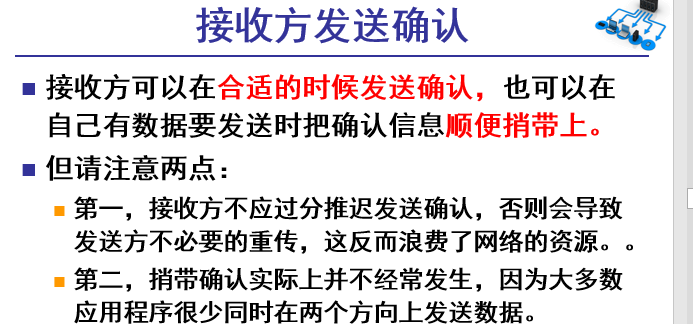 接收方发送确认
接收方可以在合适的时候发送确认，也可以在
自己有数据要发送时把确认信息顺便捎带上。
但请注意两点：
第一，接收方不应过分推迟发送确认，否则会导致
发送方不必要的重传，这反而浪费了网络的资源。。
第二，捎带确认实际上并不经常发生，因为大多数
应用程序很少同时在两个方向上发送数据。